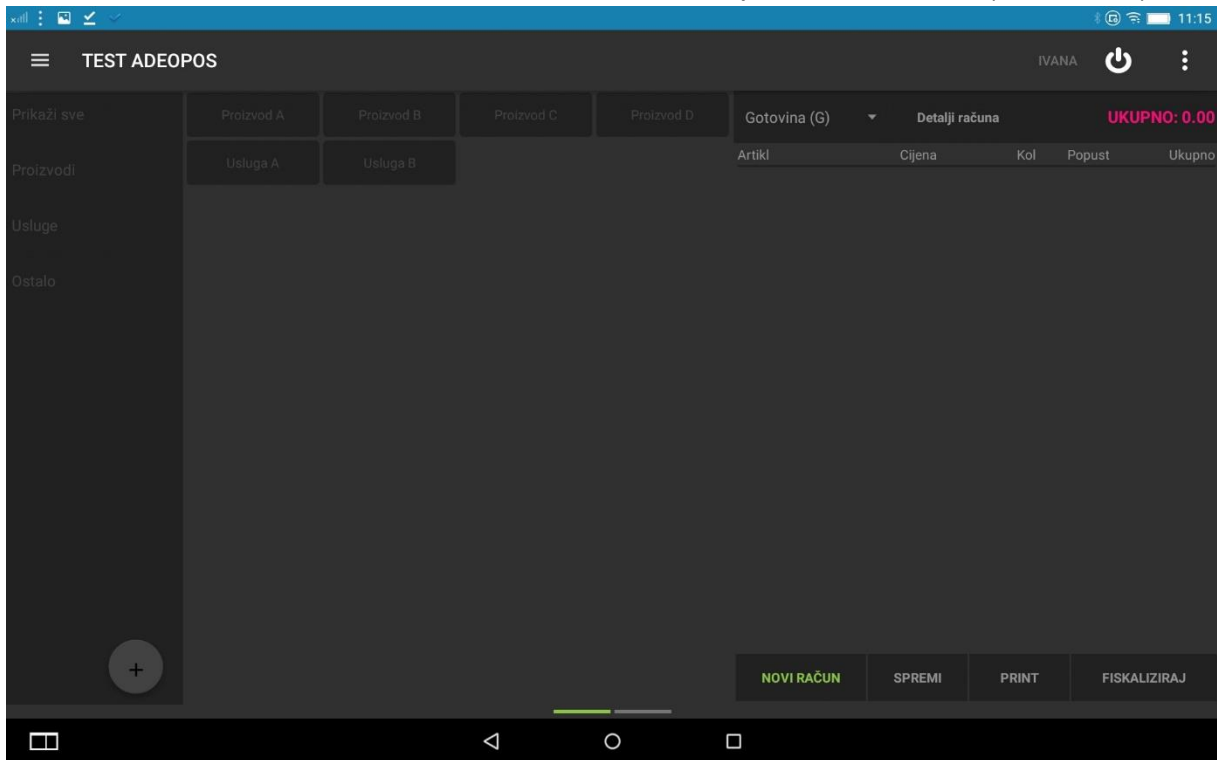 11:15
TEST ADEOPOS
IVANA
Prikaži sve
Proizvod A
Proizvod B
Proizvod C
Proizvod D
Gotovina (G)
Detalji računa
UKUPNO: 0.00
Artikl
Cijena
Kol
Popust
Ukupno
Proizvodi
Usluga A
Usluga B
Usluge
Ostalo
+
NOVI RAČUN
SPREMI
PRINT
FISKALIZIRAJ